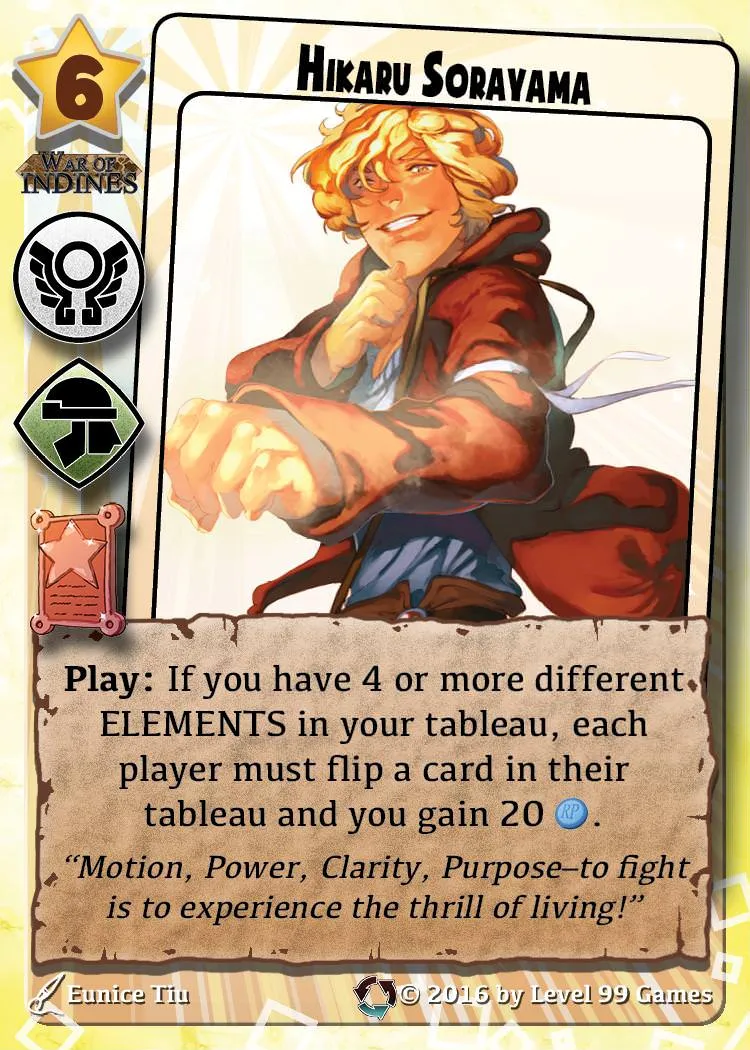 Hikaru Sorayama
6
War of
Indines
Play: If you have 4 or more different
ELEMENTS in your tableau, each
player must flip a card in their
tableau and you gain 20 RP.
“Motion, Power, Clarity, Purpose–to fight
is to experience the thrill of living!”
Eunice Tiu
© 2016 by Level 99 Games